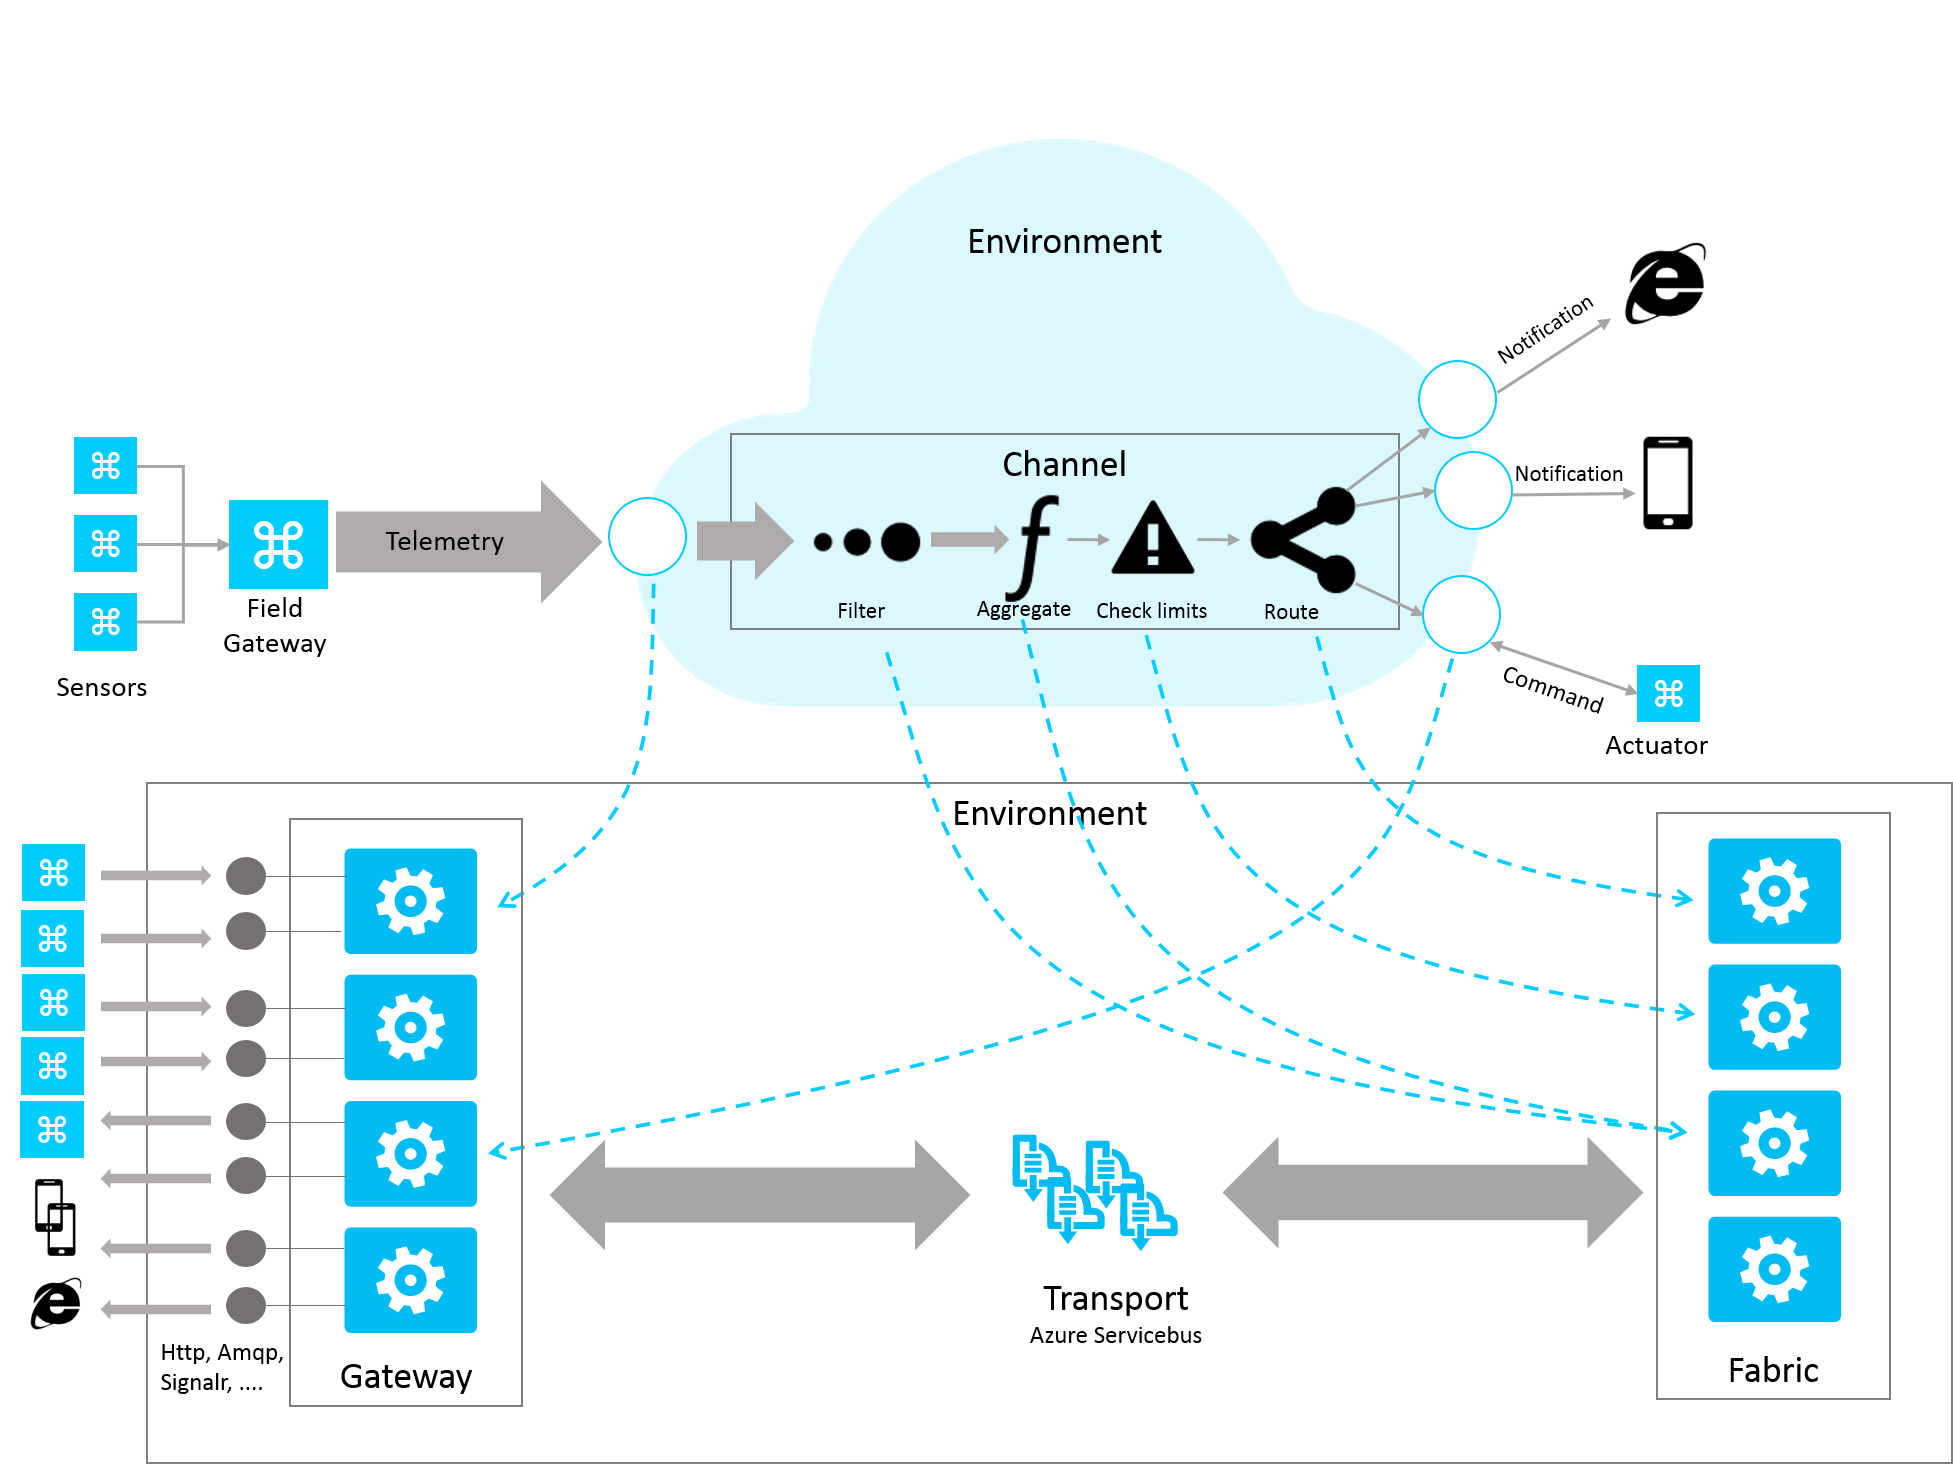 Environment
Notification
Channel
Notification
Telemetry
Filter
Aggregate
Check limits
Route
Field
Gateway
Sensors
Command
Actuator
Environment
Transport
Azure Servicebus
Http, Amqp,
Signalr, ....
Gateway
Fabric